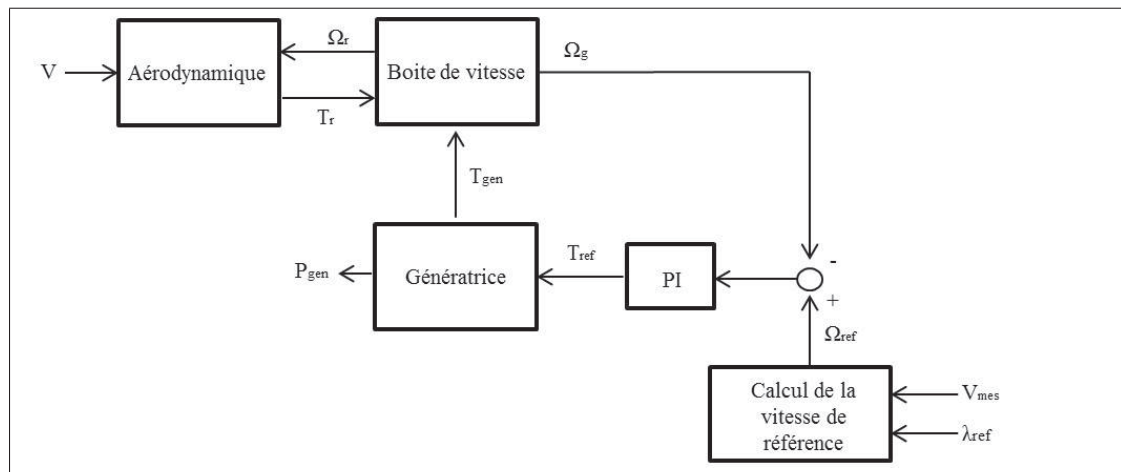 Ωr
Ωg
V
Aérodynamique
Boite de vitesse
Tr
Tgen
Tref
-
Pgen
Génératrice
PI
+
Ωref
Calcul de la
vitesse de
référence
Vmes
λref